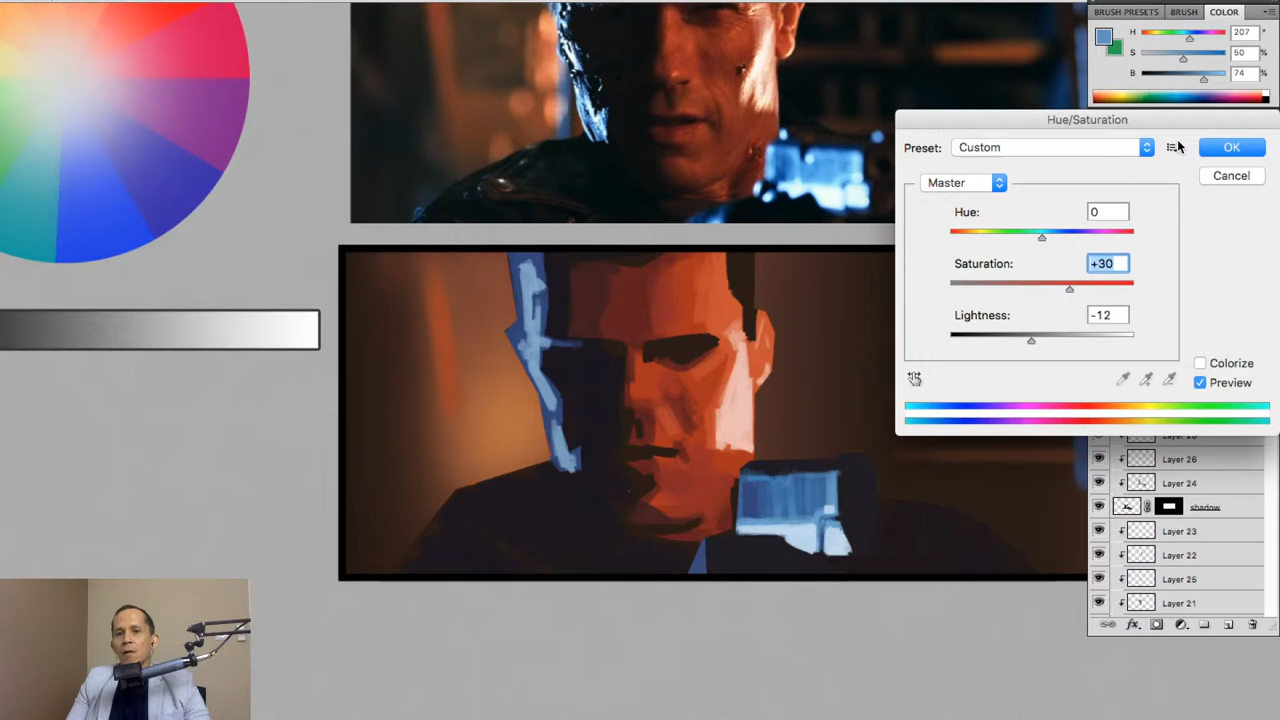 BRUSH PRESETS BRUSH COLOR
H 207 °
S 50 %
B 74 %
Hue/Saturation
Preset: Custom OK
Cancel
Master
Hue: 0
Saturation: +30
Lightness: -12
Colorize
Preview
Layer 26
Layer 24
shadow
Layer 23
Layer 22
Layer 25
Layer 21
fx